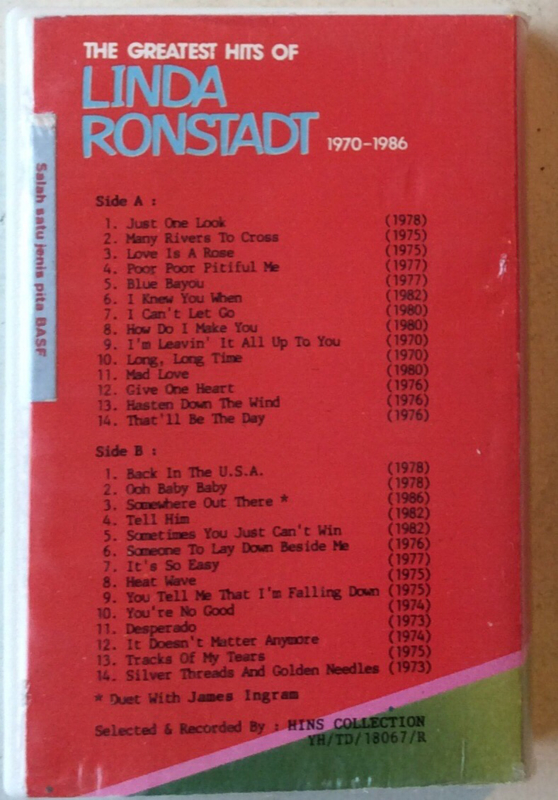 THE GREATEST HITS OF
LINDA
RONSTADT 1970-1986
Salah satu jenis pita BASF
Side A :
1. Just One Look (1978)
2. Many Rivers To Cross (1975)
3. Love Is A Rose (1975)
4. Poor Poor Pitiful Me (1977)
5. Blue Bayou (1977)
6. I Knew You When (1982)
7. I Can't Let Go (1980)
8. How Do I Make You (1980)
9. I'm Leavin' It All Up To You (1970)
10. Long, Long Time (1970)
11. Mad Love (1980)
12. Give One Heart (1976)
13. Hasten Down The Wind (1976)
14. That'll Be The Day (1976)
Side B :
1. Back In The U.S.A. (1978)
2. Ooh Baby Baby (1978)
3. Somewhere Out There * (1986)
4. Tell Him (1982)
5. Sometimes You Just Can't Win (1982)
6. Someone To Lay Down Beside Me (1976)
7. It's So Easy (1977)
8. Heat Wave (1975)
9. You Tell Me That I'm Falling Down (1975)
10. You're No Good (1974)
11. Desperado (1973)
12. It Doesn't Matter Anymore (1974)
13. Tracks Of My Tears (1975)
14. Silver Threads And Golden Needles (1973)
* Duet With James Ingram
Selected & Recorded By : HINS COLLECTION
YH/TD/18067/R